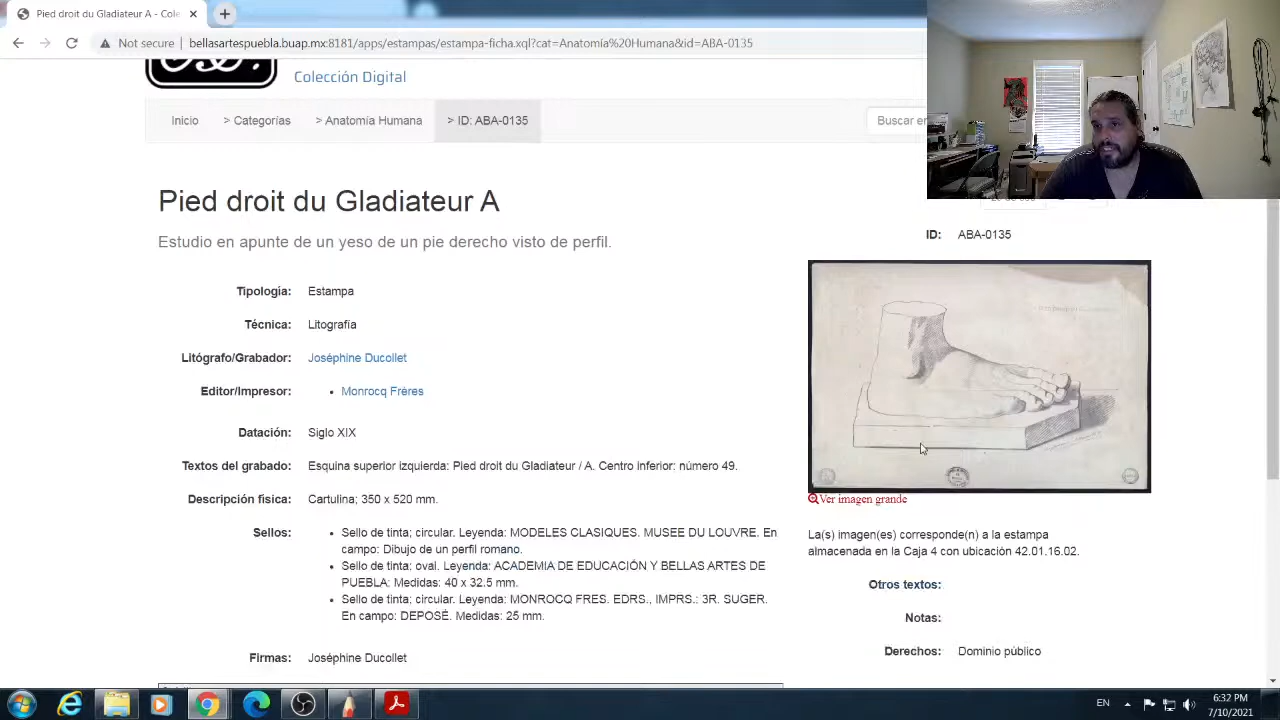 Pied droit du Gladiateur A - Cole
Not secure | bellasartespuebla.buap.mx:8181/apps/estampas/estampa-ficha.xql?cat=Anatomía%20Humana&id=ABA-0135
Colección Digital
Inicio > Categorías > Anatomía Humana > ID: ABA-0135
Buscar en
Pied droit du Gladiateur A
Estudio en apunte de un yeso de un pie derecho visto de perfil.
Tipología: Estampa
Técnica: Litografía
Litógrafo/Grabador: Joséphine Ducollet
Editor/Impresor: • Monrocq Frères
Datación: Siglo XIX
Textos del grabado: Esquina superior izquierda: Pied droit du Gladiateur / A. Centro inferior: número 49.
Descripción física: Cartulina; 350 x 520 mm.
Sellos: • Sello de tinta; circular. Leyenda: MODELES CLASIQUES. MUSEE DU LOUVRE. En
campo: Dibujo de un perfil romano.
• Sello de tinta; oval. Leyenda: ACADEMIA DE EDUCACIÓN Y BELLAS ARTES DE
PUEBLA: Medidas: 40 x 32.5 mm.
• Sello de tinta; circular. Leyenda: MONROCQ FRES. EDRS., IMPRS.: 3R. SUGER.
En campo: DEPOSÉ. Medidas: 25 mm.
Firmas: Joséphine Ducollet
ID: ABA-0135
Ver imagen grande
La(s) imagen(es) corresponde(n) a la estampa
almacenada en la Caja 4 con ubicación 42.01.16.02.
Otros textos:
Notas:
Derechos: Dominio público
EN
6:32 PM
7/10/2021